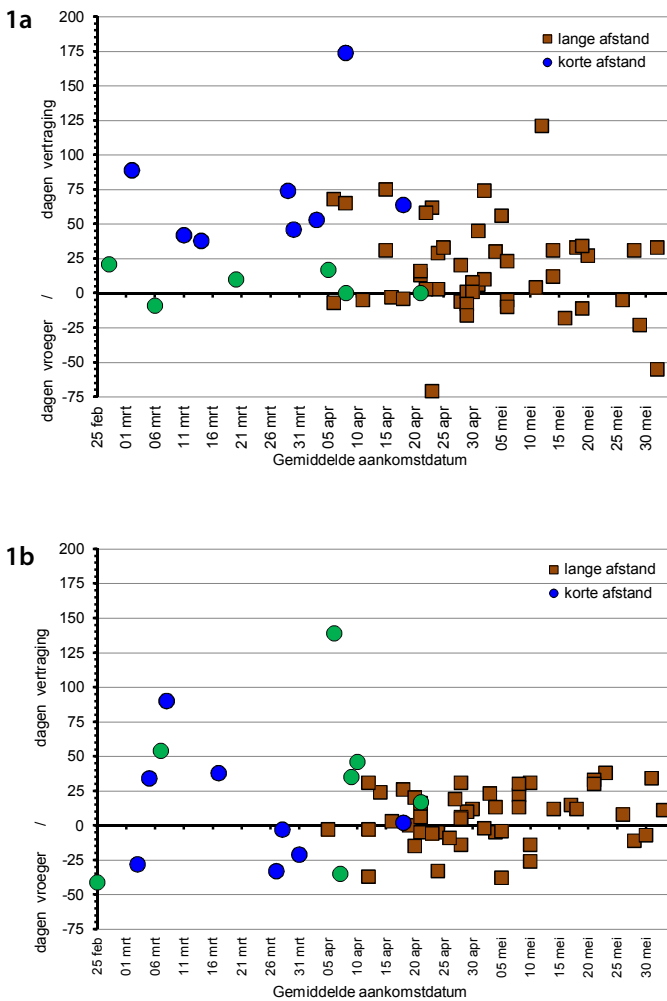 1a
200
175
150
125
100
75
50
25
0
-25
-50
-75
dagen vroeger / dagen vertraging
lange afstand
korte afstand
25 feb
01 mrt
06 mrt
11 mrt
16 mrt
21 mrt
26 mrt
31 mrt
05 apr
10 apr
15 apr
20 apr
25 apr
30 apr
05 mei
10 mei
15 mei
20 mei
25 mei
30 mei
Gemiddelde aankomstdatum
1b
200
175
150
125
100
75
50
25
0
-25
-50
-75
dagen vroeger / dagen vertraging
lange afstand
korte afstand
25 feb
01 mrt
06 mrt
11 mrt
16 mrt
21 mrt
26 mrt
31 mrt
05 apr
10 apr
15 apr
20 apr
25 apr
30 apr
05 mei
10 mei
15 mei
20 mei
25 mei
30 mei
Gemiddelde aankomstdatum